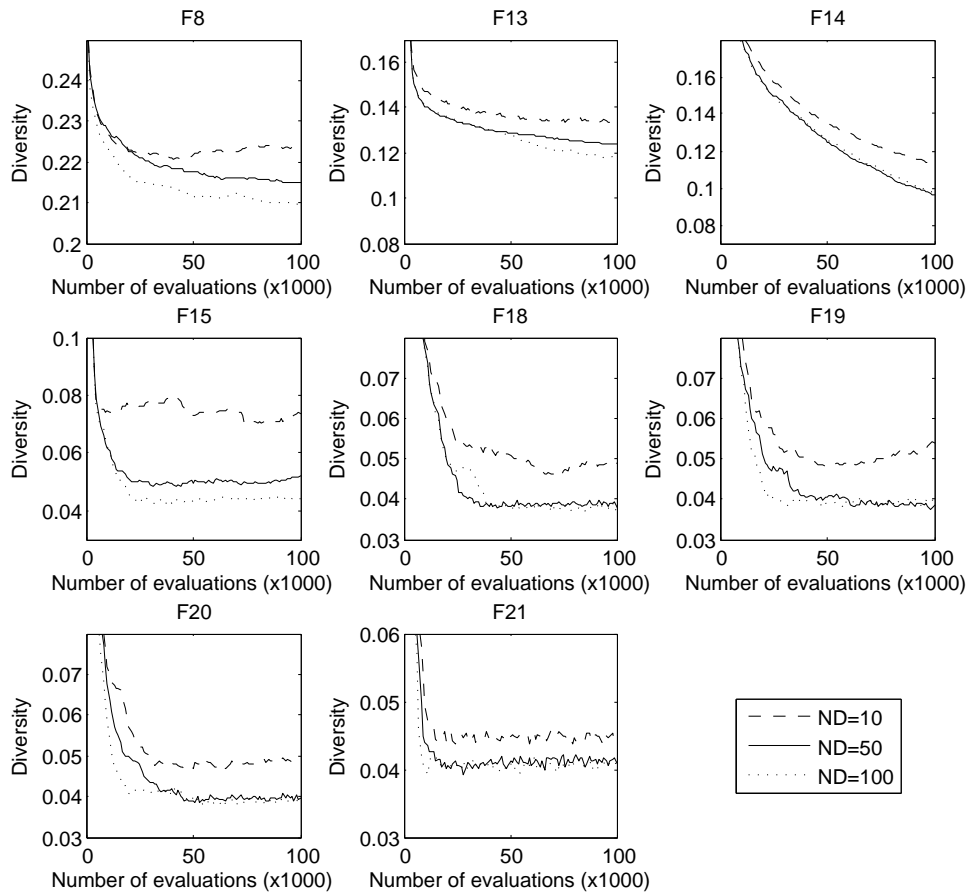 F8
0.24
0.23
0.22
0.21
0.2
Diversity
0 50 100
Number of evaluations (x1000)
F13
0.16
0.14
0.12
0.1
0.08
Diversity
0 50 100
Number of evaluations (x1000)
F14
0.16
0.14
0.12
0.1
0.08
Diversity
0 50 100
Number of evaluations (x1000)
F15
0.1
0.08
0.06
0.04
Diversity
0 50 100
Number of evaluations (x1000)
F18
0.07
0.06
0.05
0.04
0.03
Diversity
0 50 100
Number of evaluations (x1000)
F19
0.07
0.06
0.05
0.04
0.03
Diversity
0 50 100
Number of evaluations (x1000)
F20
0.07
0.06
0.05
0.04
0.03
Diversity
0 50 100
Number of evaluations (x1000)
F21
0.06
0.05
0.04
0.03
Diversity
0 50 100
Number of evaluations (x1000)
ND=10
ND=50
ND=100